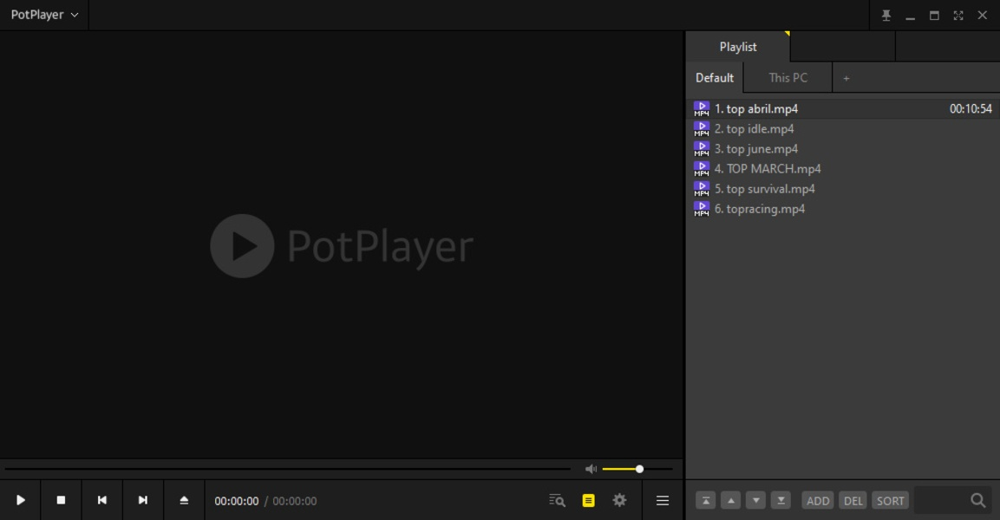 PotPlayer
Playlist
Default This PC +
MP4 1. top abril.mp4 00:10:54
MP4 2. top idle.mp4
MP4 3. top june.mp4
MP4 4. TOP MARCH.mp4
MP4 5. top survival.mp4
MP4 6. topracing.mp4
PotPlayer
00:00:00 / 00:00:00
ADD DEL SORT